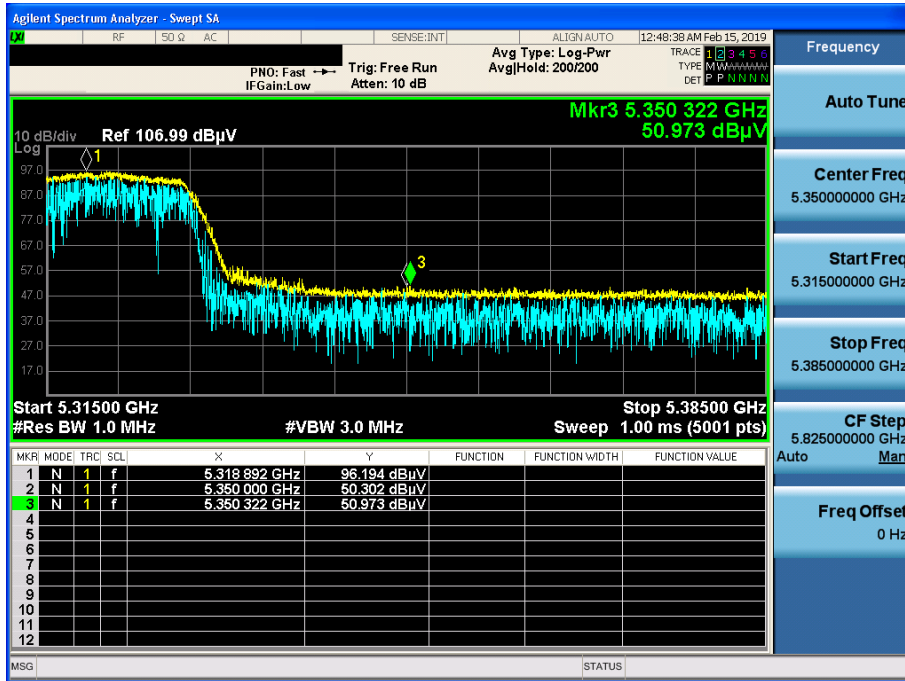 Agilent Spectrum Analyzer - Swept SA
LXI RF 50 Ω AC SENSE:INT ALIGN AUTO 12:48:38 AM Feb 15, 2019
Frequency
Avg Type: Log-Pwr TRACE 1 2 3 4 5 6
PNO: Fast Trig: Free Run Avg|Hold: 200/200 TYPE M W W W W W
IFGain:Low Atten: 10 dB DET P P N N N N
Auto Tune
Mkr3 5.350 322 GHz
50.973 dBµV
10 dB/div Ref 106.99 dBµV
Log
1
97.0
87.0
77.0
67.0
57.0
47.0
37.0
27.0
17.0
3
Center Freq
5.350000000 GHz
Start Freq
5.315000000 GHz
Stop Freq
5.385000000 GHz
Start 5.31500 GHz Stop 5.38500 GHz
#Res BW 1.0 MHz #VBW 3.0 MHz Sweep 1.00 ms (5001 pts)
CF Step
5.825000000 GHz
Auto Man
MKR MODE TRC SCL X Y FUNCTION FUNCTION WIDTH FUNCTION VALUE
1 N 1 f 5.318 892 GHz 96.194 dBµV
2 N 1 f 5.350 000 GHz 50.302 dBµV
3 N 1 f 5.350 322 GHz 50.973 dBµV
4
5
6
7
8
9
10
11
12
Freq Offset
0 Hz
MSG STATUS